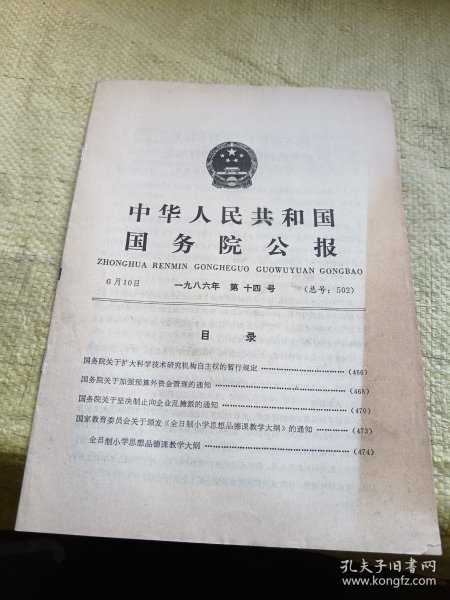 中华人民共和国
国务院公报
ZHONGHUA RENMIN GONGHEGUO GUOWUYUAN GONGBAO
6月10日 一九八六年 第十四号 (总号：502)
目录
国务院关于扩大科学技术研究机构自主权的暂行规定 …………………… (466)
国务院关于加强预算外资金管理的通知 …………………… (468)
国务院关于坚决制止向企业乱摊派的通知 …………………… (470)
国家教育委员会关于颁发《全日制小学思想品德课教学大纲》的通知 ………… (473)
全日制小学思想品德课教学大纲 …………………… (474)
孔夫子旧书网
www.kongfz.com